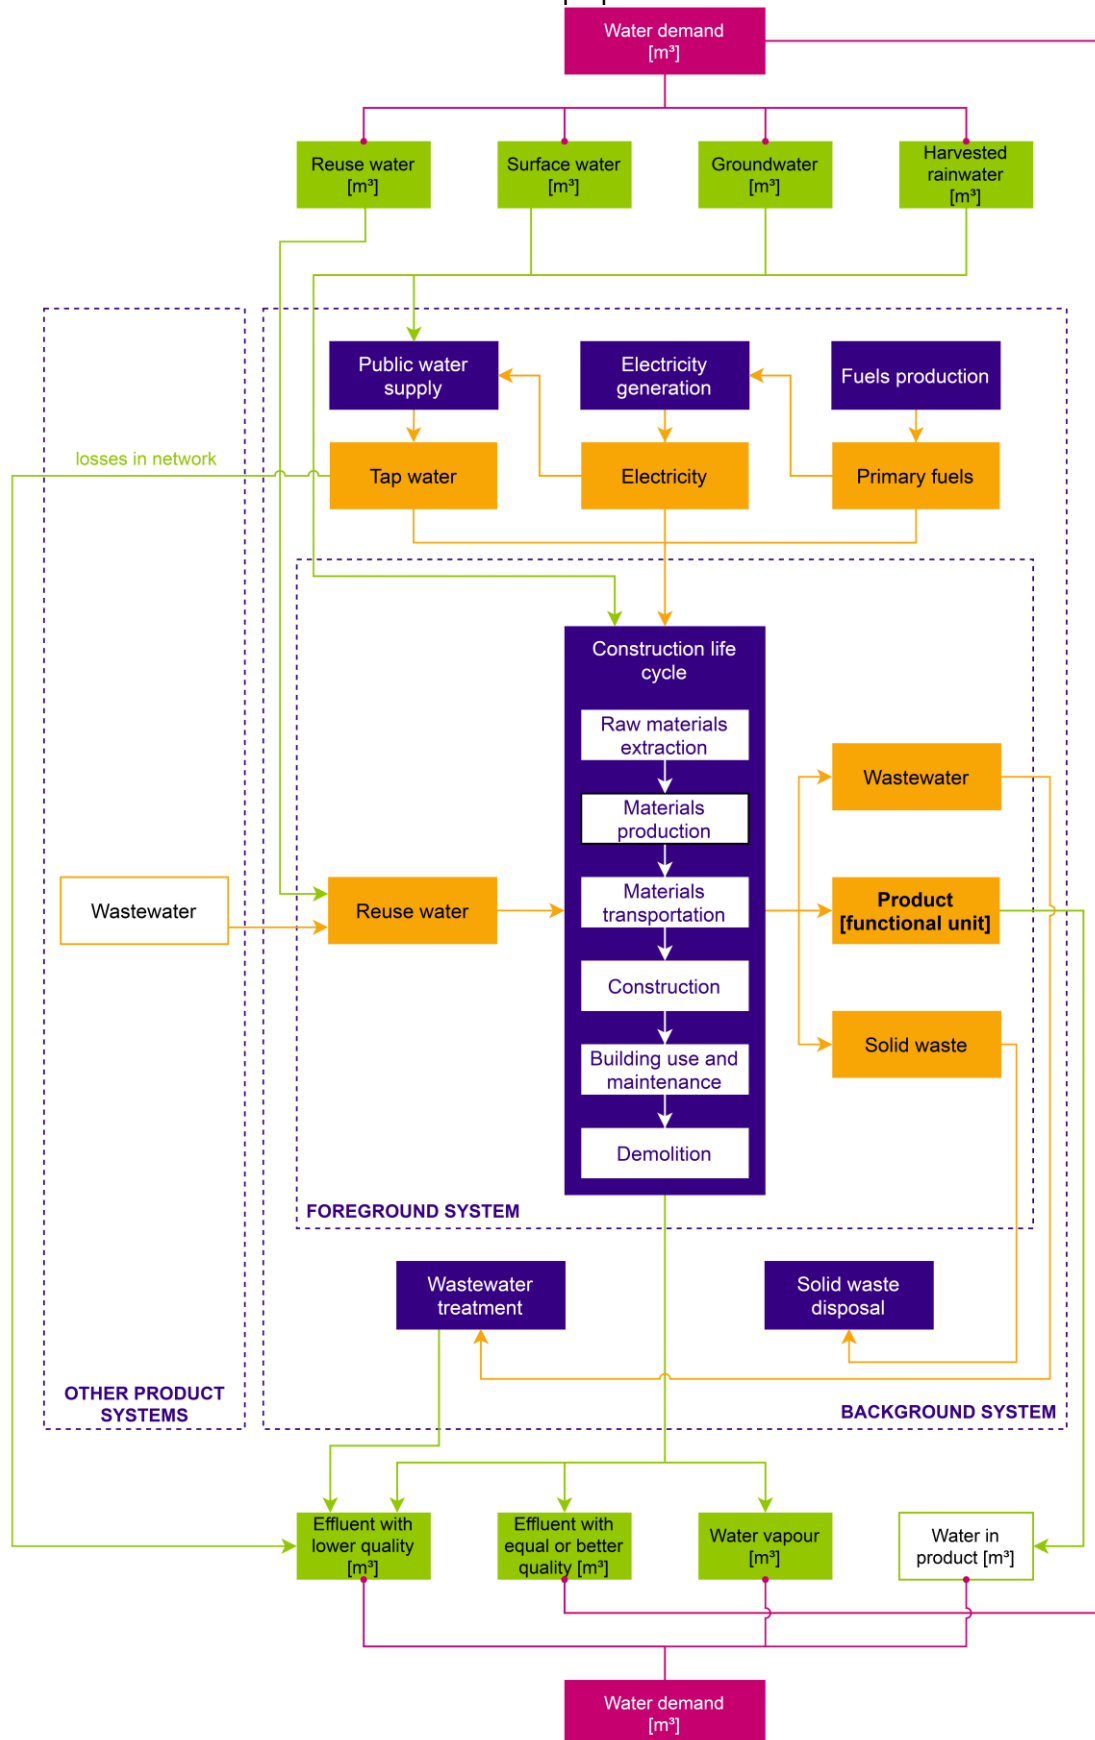 Water demand
[m³]
Reuse water
[m³]
Surface water
[m³]
Groundwater
[m³]
Harvested
rainwater
[m³]
Public water
supply
Electricity
generation
Fuels production
losses in network
Tap water
Electricity
Primary fuels
Construction life
cycle
Raw materials
extraction
Materials
production
Materials
transportation
Construction
Building use and
maintenance
Demolition
Wastewater
Reuse water
Wastewater
Product
[functional unit]
Solid waste
FOREGROUND SYSTEM
Wastewater
treatment
Solid waste
disposal
OTHER PRODUCT
SYSTEMS
BACKGROUND SYSTEM
Effluent with
lower quality
[m³]
Effluent with
equal or better
quality [m³]
Water vapour
[m³]
Water in
product [m³]
Water demand
[m³]